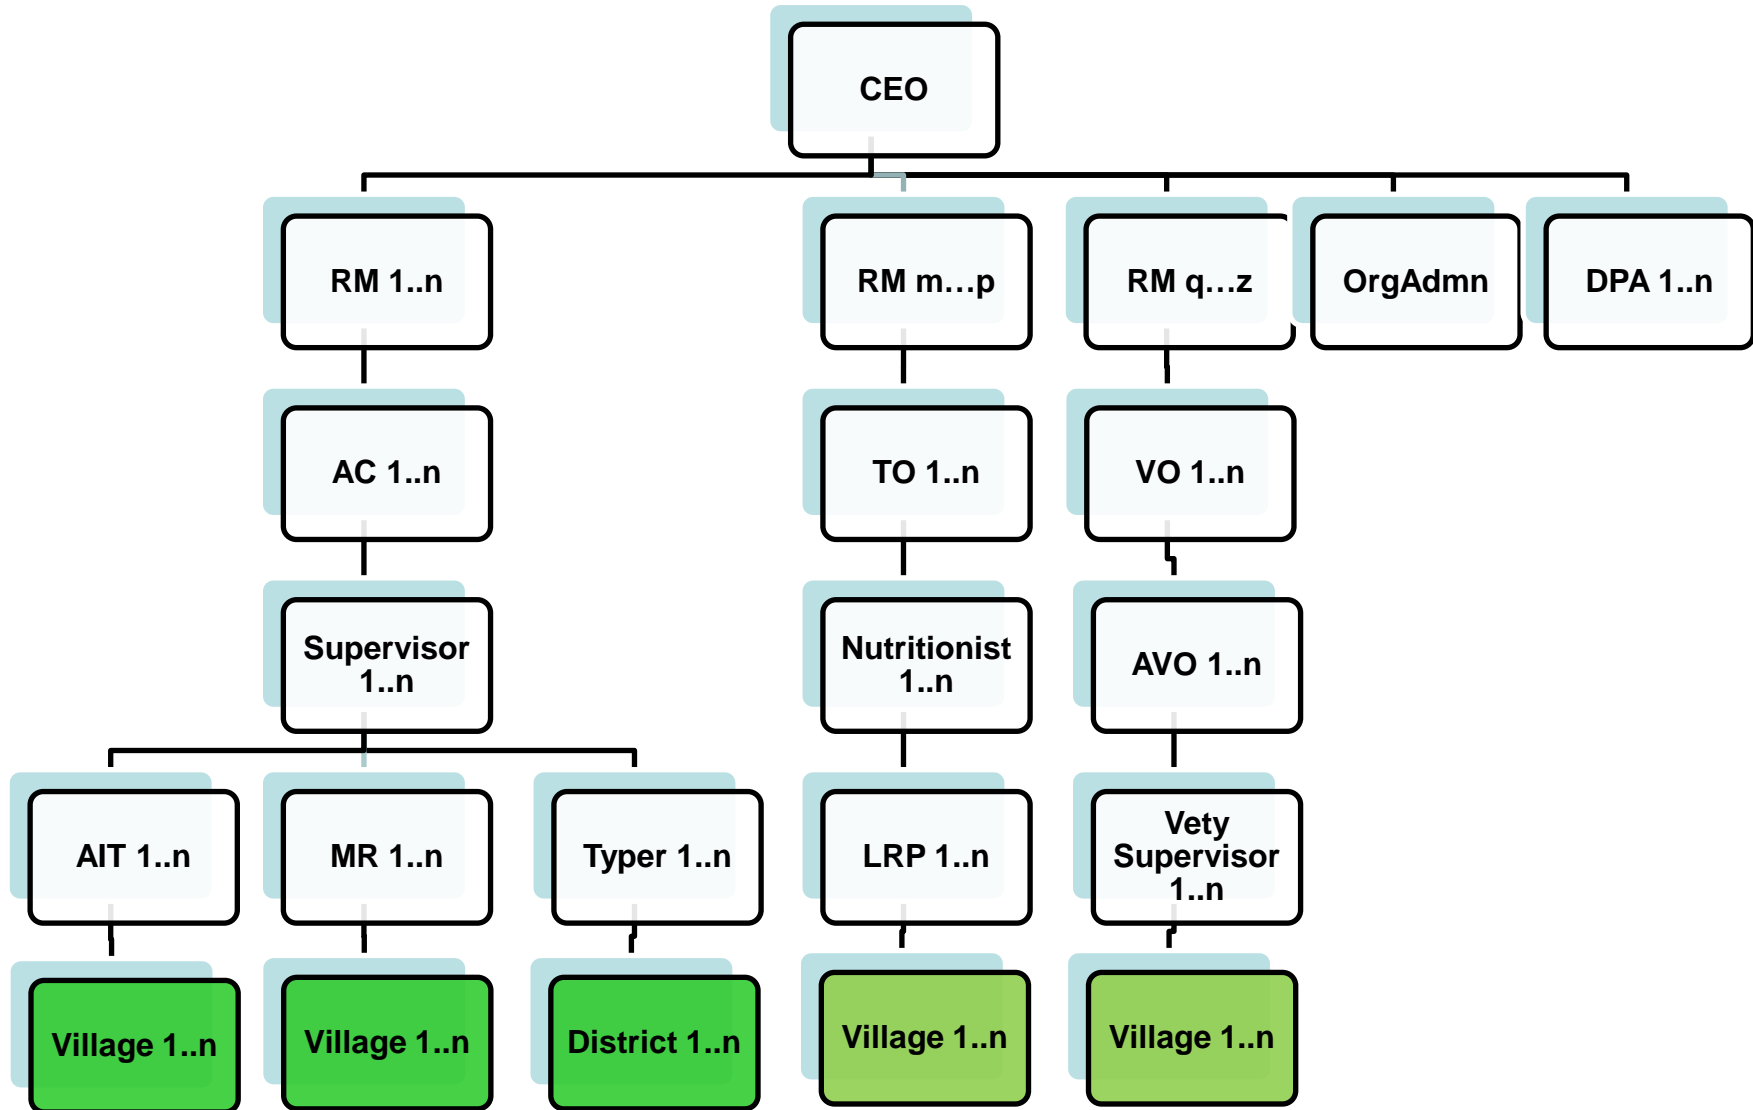 CEO
RM 1..n
RM m…p
RM q…z
OrgAdmn
DPA 1..n
AC 1..n
TO 1..n
VO 1..n
Supervisor
1..n
Nutritionist
1..n
AVO 1..n
AIT 1..n
MR 1..n
Typer 1..n
LRP 1..n
Vety
Supervisor
1..n
Village 1..n
Village 1..n
District 1..n
Village 1..n
Village 1..n